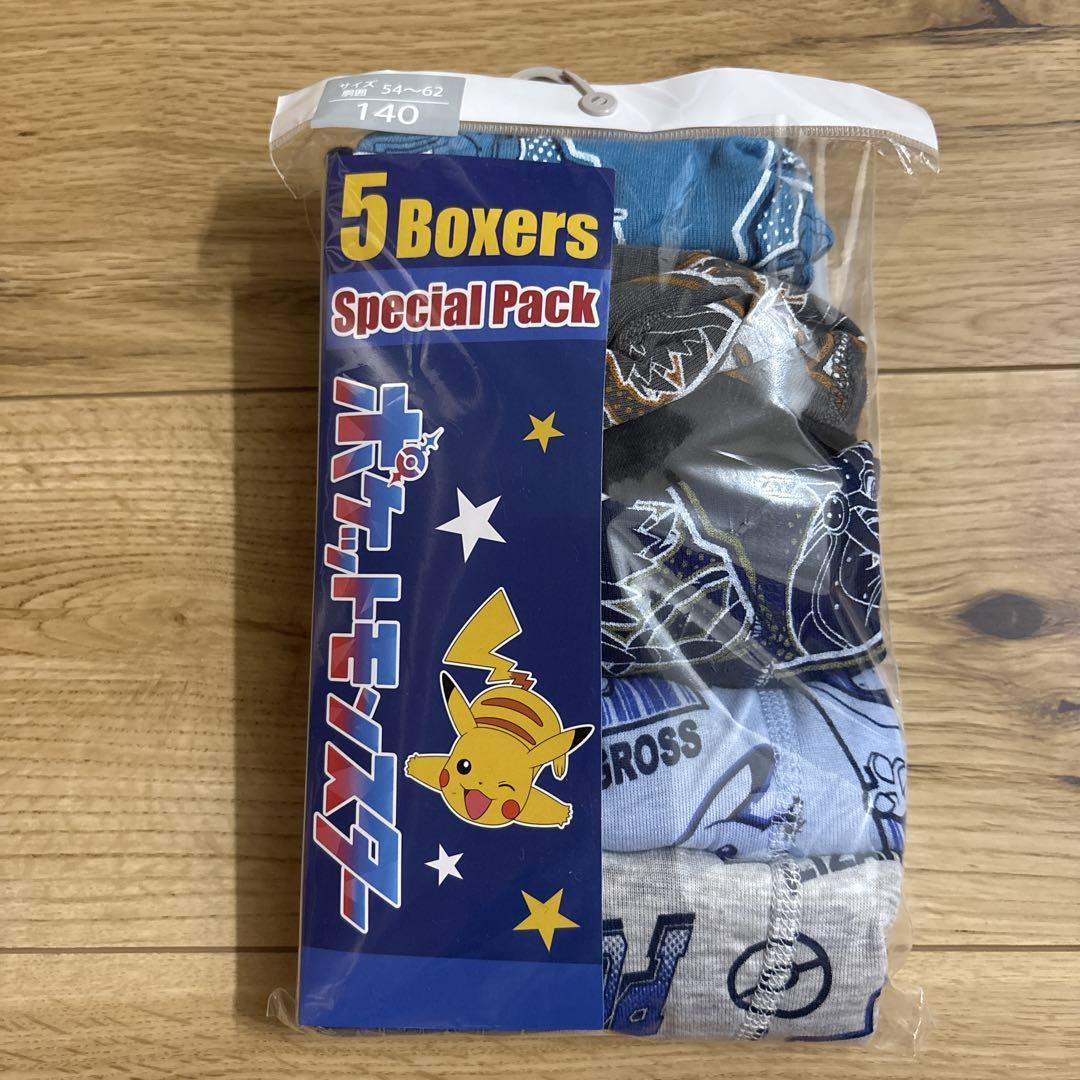 サイズ
胴囲 54～62
140
5 Boxers
Special Pack
ポケットモンスター
GROSS